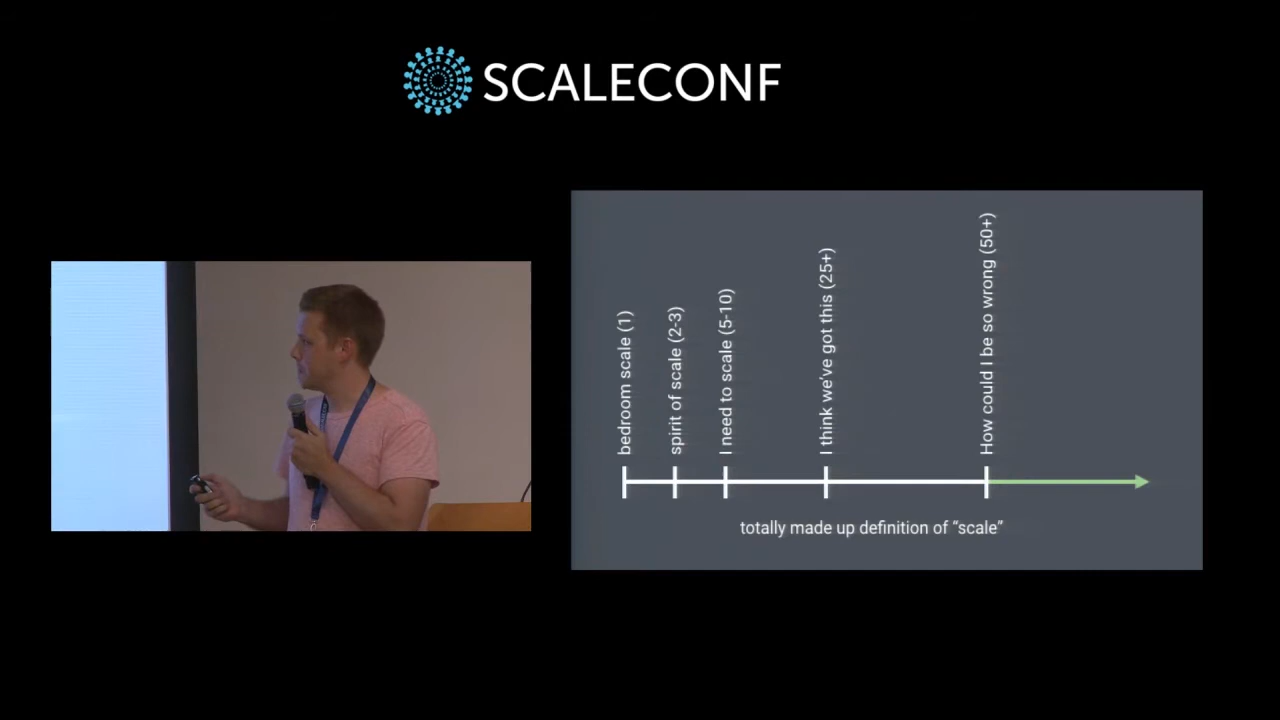 SCALECONF
bedroom scale (1)
spirit of scale (2-3)
I need to scale (5-10)
I think we've got this (25+)
How could I be so wrong (50+)
totally made up definition of “scale”